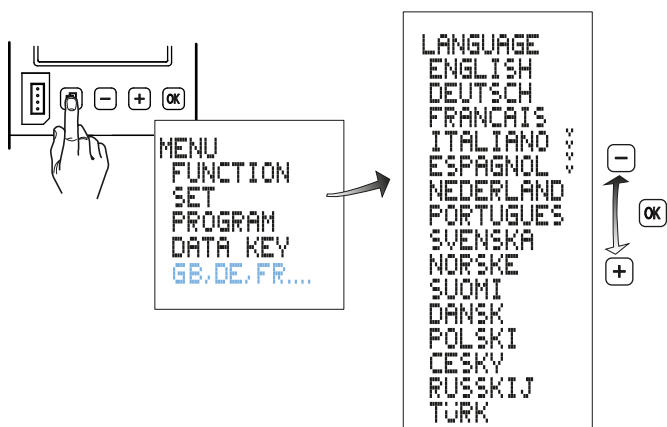 OK
MENU
FUNCTION
SET
PROGRAM
DATA KEY
GB,DE,FR....
LANGUAGE
ENGLISH
DEUTSCH
FRANCAIS
ITALIANO
ESPAGNOL
NEDERLAND
PORTUGUES
SVENSKA
NORSKE
SUOMI
DANSK
POLSKI
CESKY
RUSSKIJ
TURK
OK